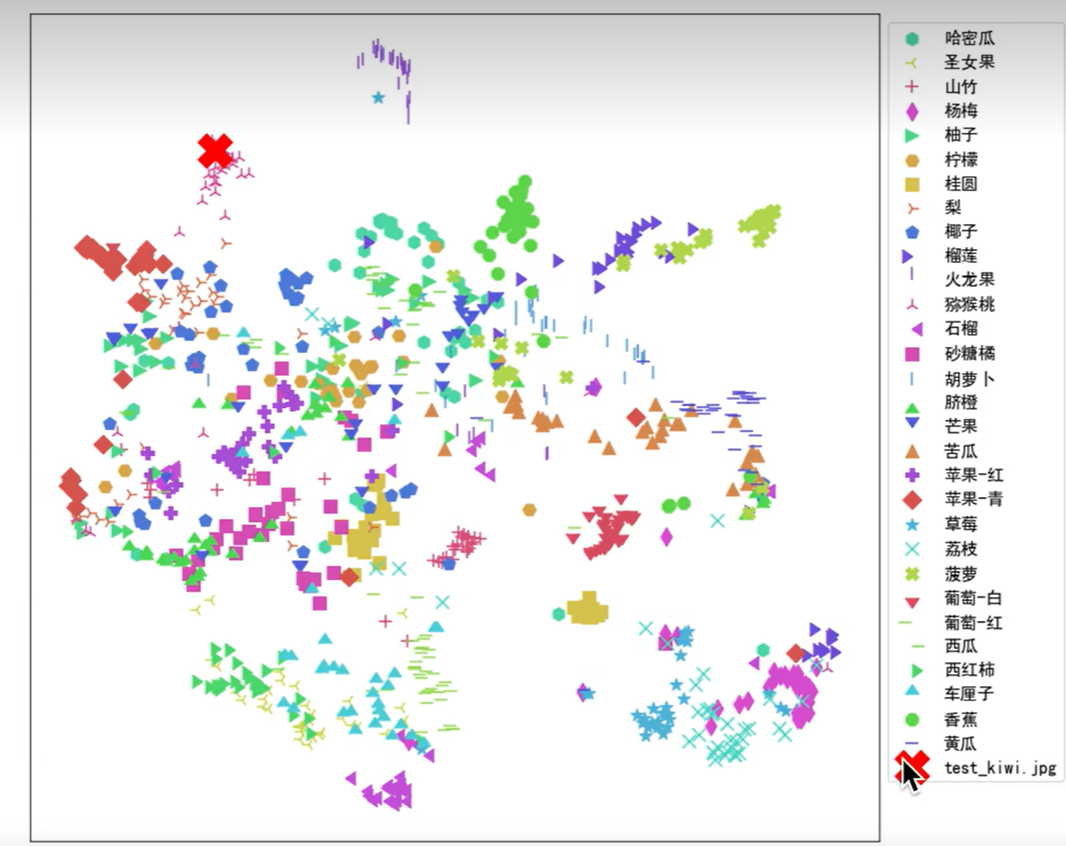 哈密瓜
圣女果
山竹
杨梅
柚子
柠檬
桂圆
梨
椰子
榴莲
火龙果
猕猴桃
石榴
砂糖橘
胡萝卜
脐橙
芒果
苦瓜
苹果-红
苹果-青
草莓
荔枝
菠萝
葡萄-白
葡萄-红
西瓜
西红柿
车厘子
香蕉
黄瓜
test_kiwi.jpg